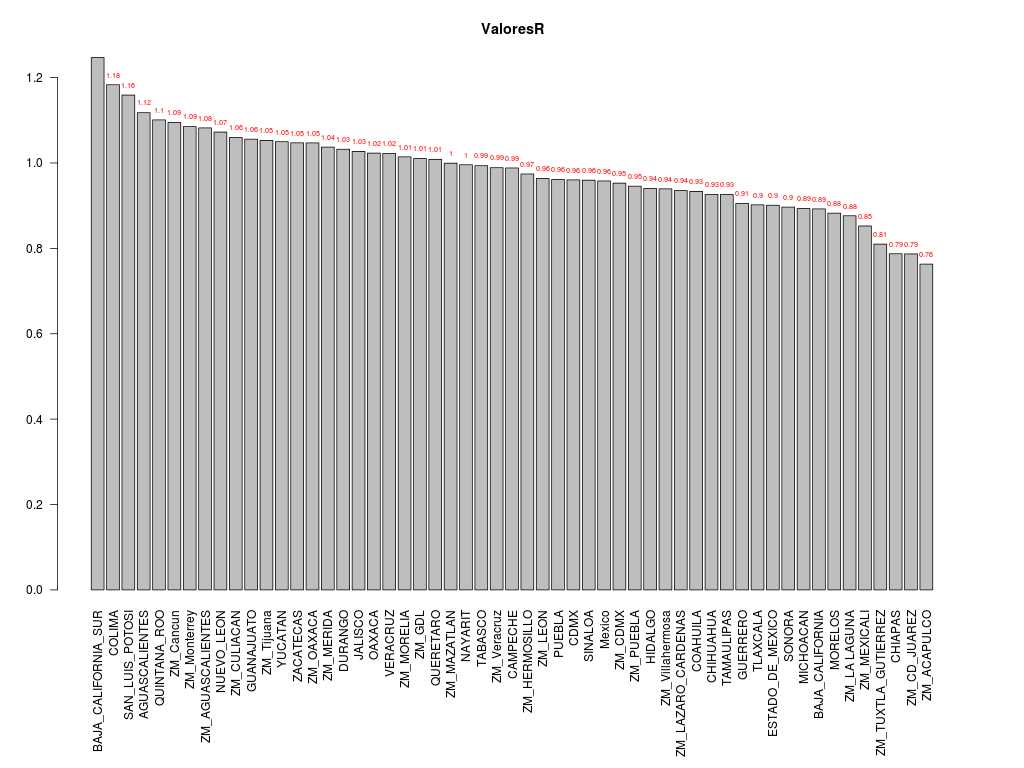 ValoresR
1.2
1.0
0.8
0.6
0.4
0.2
0.0
1.18
1.16
1.12
1.1
1.09
1.09
1.08
1.07
1.06
1.06
1.05
1.05
1.05
1.05
1.04
1.03
1.03
1.02
1.02
1.01
1.01
1.01
1
1
0.99
0.99
0.99
0.97
0.96
0.96
0.96
0.96
0.96
0.95
0.95
0.94
0.94
0.94
0.93
0.93
0.93
0.91
0.9
0.9
0.9
0.89
0.89
0.88
0.88
0.85
0.81
0.79
0.79
0.76
BAJA_CALIFORNIA_SUR
COLIMA
SAN_LUIS_POTOSI
AGUASCALIENTES
QUINTANA_ROO
ZM_Cancun
ZM_Monterrey
ZM_AGUASCALIENTES
NUEVO_LEON
ZM_CULIACAN
GUANAJUATO
ZM_Tijuana
YUCATAN
ZACATECAS
ZM_OAXACA
ZM_MERIDA
DURANGO
JALISCO
OAXACA
VERACRUZ
ZM_MORELIA
ZM_GDL
QUERETARO
ZM_MAZATLAN
NAYARIT
TABASCO
ZM_Veracruz
CAMPECHE
ZM_HERMOSILLO
ZM_LEON
PUEBLA
CDMX
SINALOA
Mexico
ZM_CDMX
ZM_PUEBLA
HIDALGO
ZM_Villahermosa
ZM_LAZARO_CARDENAS
COAHUILA
CHIHUAHUA
TAMAULIPAS
GUERRERO
TLAXCALA
ESTADO_DE_MEXICO
SONORA
MICHOACAN
BAJA_CALIFORNIA
MORELOS
ZM_LA LAGUNA
ZM_MEXICALI
ZM_TUXTLA_GUTIERREZ
CHIAPAS
ZM_CD_JUAREZ
ZM_ACAPULCO